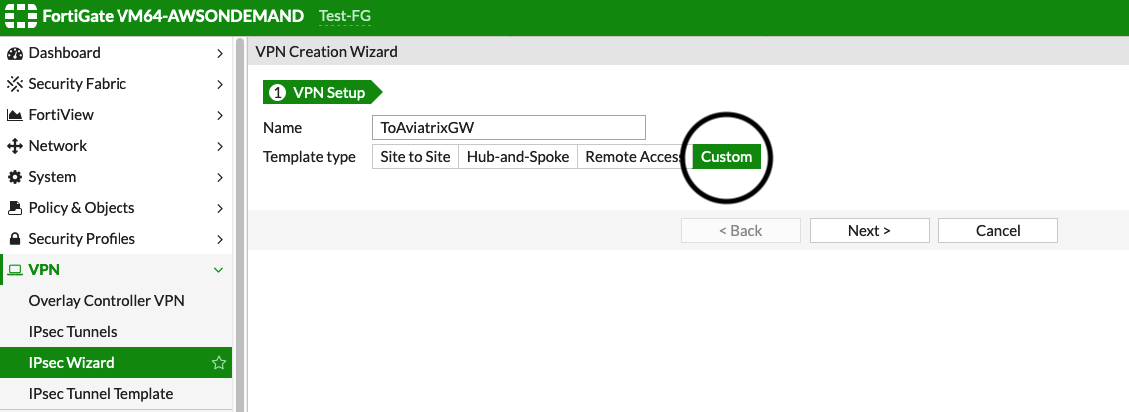 FortiGate VM64-AWSONDEMAND Test-FG
Dashboard
Security Fabric
FortiView
Network
System
Policy & Objects
Security Profiles
VPN
Overlay Controller VPN
IPsec Tunnels
IPsec Wizard
IPsec Tunnel Template
VPN Creation Wizard
1 VPN Setup
Name ToAviatrixGW
Template type Site to Site Hub-and-Spoke Remote Access Custom
< Back Next > Cancel